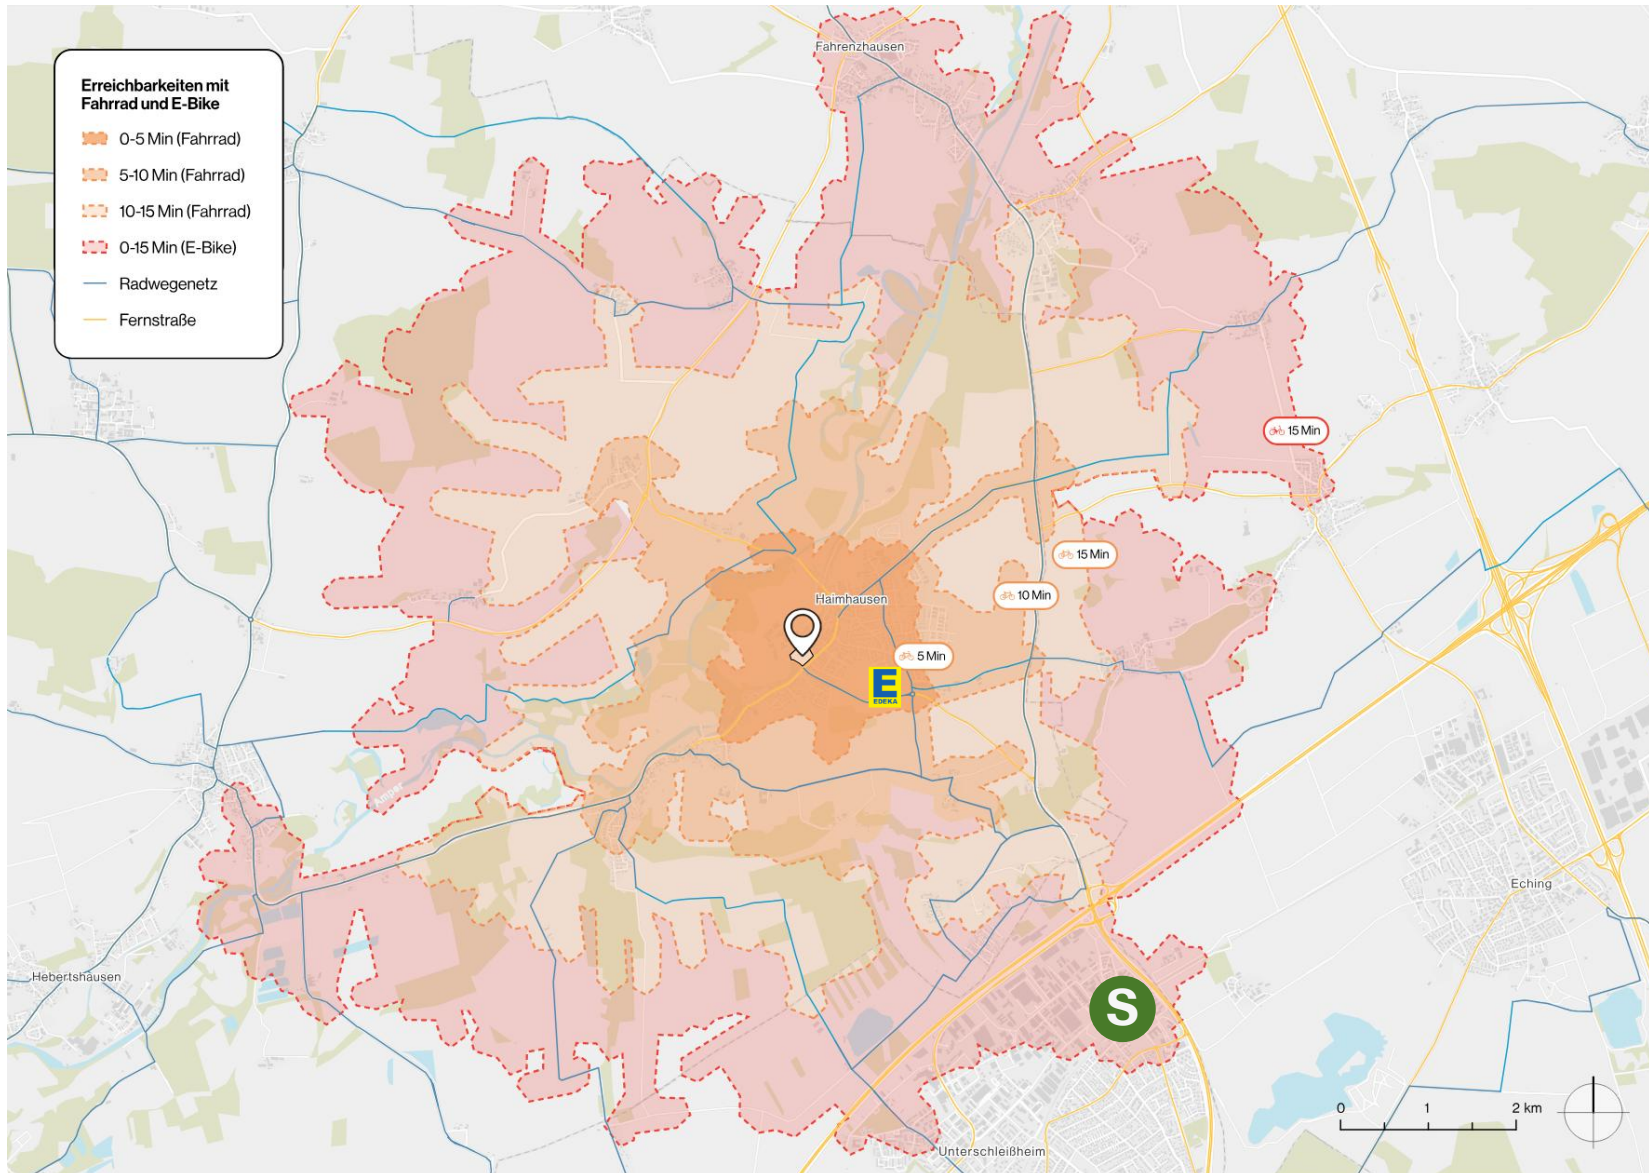 Erreichbarkeiten mit
Fahrrad und E-Bike
0-5 Min (Fahrrad)
5-10 Min (Fahrrad)
10-15 Min (Fahrrad)
0-15 Min (E-Bike)
Radwegenetz
Fernstraße
Fahrenzhausen
15 Min
15 Min
10 Min
Haimhausen
5 Min
E
EDEKA
Amper
Eching
Hebertshausen
S
0 1 2 km
Unterschleißheim